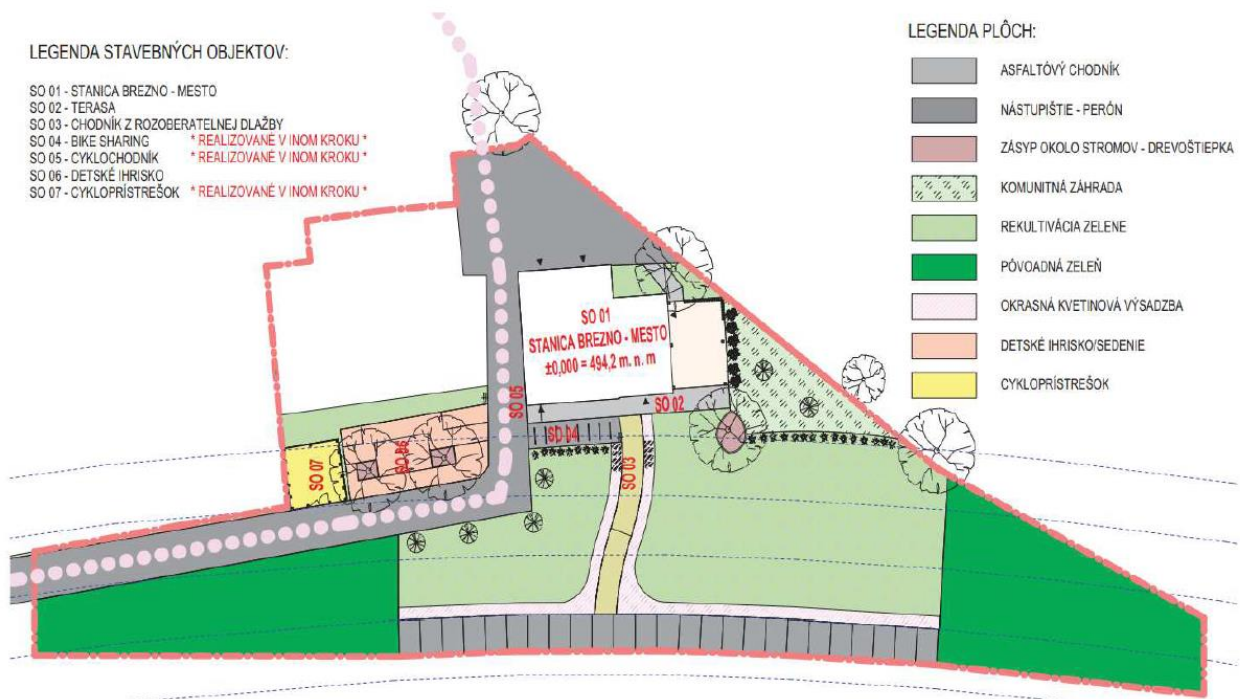 LEGENDA STAVEBNÝCH OBJEKTOV:
SO 01 - STANICA BREZNO - MESTO
SO 02 - TERASA
SO 03 - CHODNÍK Z ROZOBERATELNEJ DLAŽBY
SO 04 - BIKE SHARING * REALIZOVANÉ V INOM KROKU *
SO 05 - CYKLOCHODNÍK * REALIZOVANÉ V INOM KROKU *
SO 06 - DETSKÉ IHRISKO
SO 07 - CYKLOPRÍSTREŠOK * REALIZOVANÉ V INOM KROKU *
LEGENDA PLÔCH:
ASFALTÓVÝ CHODNÍK
NÁSTUPIŠTIE - PERÓN
ZÁSYP OKOLO STROMOV - DREVOŠTIEPKA
KOMUNITNÁ ZÁHRADA
REKULTIVÁCIA ZELENE
PÔVOADNÁ ZELEŇ
OKRASNÁ KVETINOVÁ VÝSADZBA
DETSKÉ IHRISKO/SEDENIE
CYKLOPRÍSTREŠOK
SO 01
STANICA BREZNO - MESTO
±0,000 = 494,2 m. n. m
SO 05
SO 02
SO 04
SO 03
SO 06
SO 07